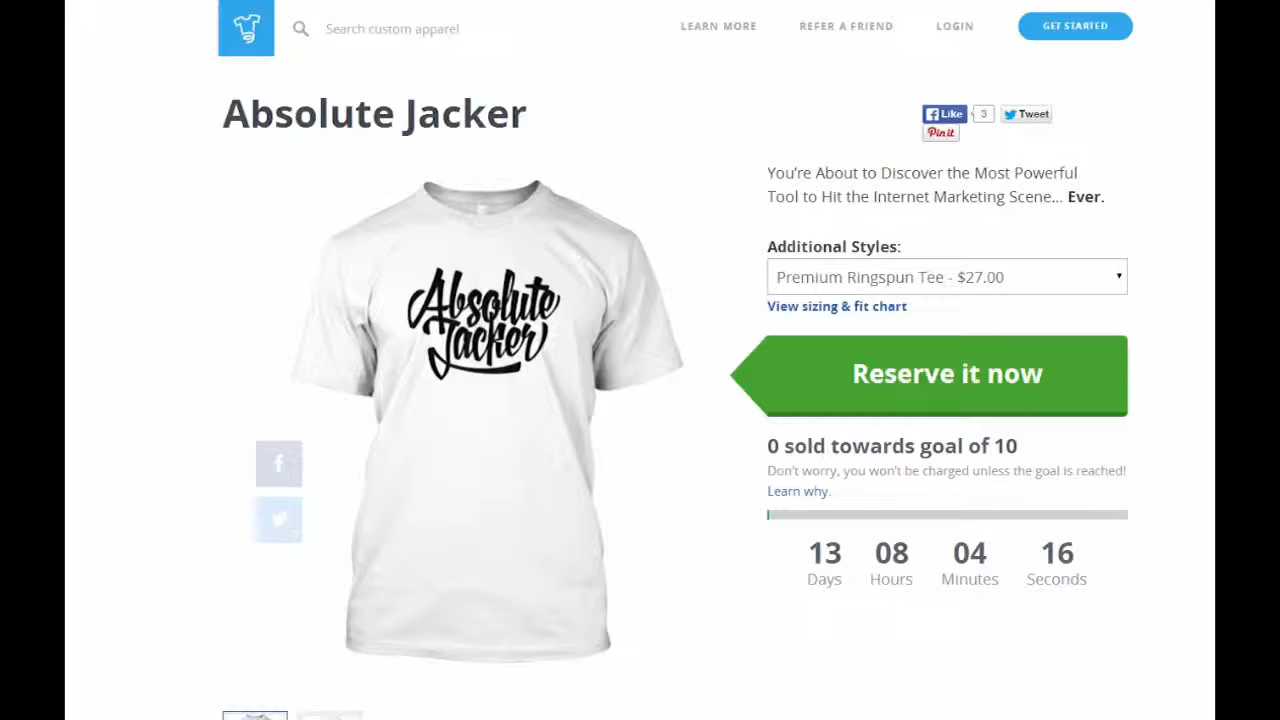 Search custom apparel
LEARN MORE
REFER A FRIEND
LOGIN
GET STARTED
Absolute Jacker
Like
3
Tweet
Pin it
You're About to Discover the Most Powerful
Tool to Hit the Internet Marketing Scene... Ever.
Additional Styles:
Premium Ringspun Tee - $27.00
View sizing & fit chart
Absolute
Jacker
Reserve it now
0 sold towards goal of 10
Don't worry, you won't be charged unless the goal is reached!
Learn why.
13 08 04 16
Days Hours Minutes Seconds